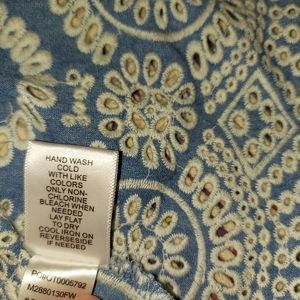 HAND WASH
COLD
WITH LIKE
COLORS
ONLY NON-
CHLORINE
BLEACH WHEN
NEEDED
LAY FLAT
TO DRY
COOL IRON ON
REVERSESIDE
IF NEEDED
PO#OT0005792
M2880130FW